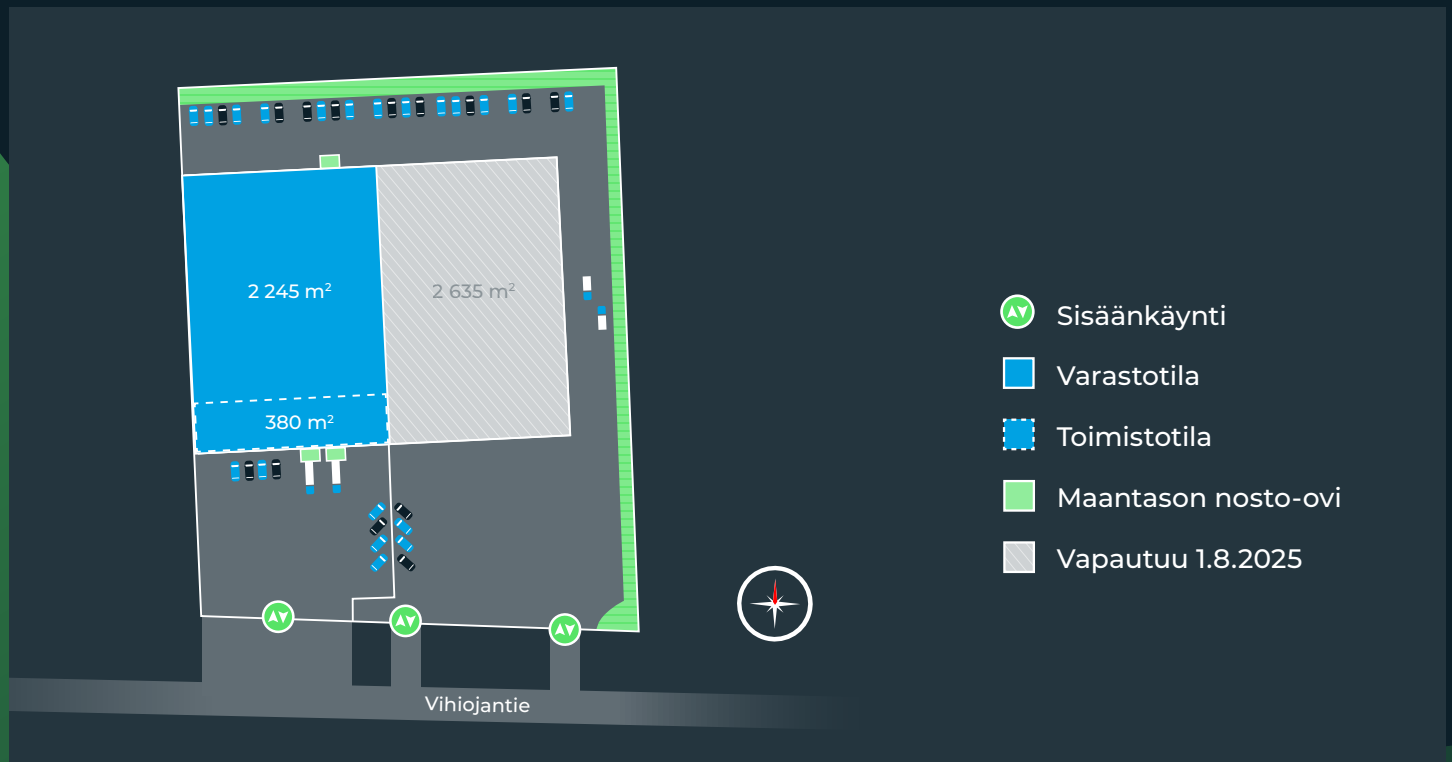 2 245 m²
2 635 m²
380 m²
Vihiojantie
Sisäänkäynti
Varastotila
Toimistotila
Maantason nosto-ovi
Vapautuu 1.8.2025